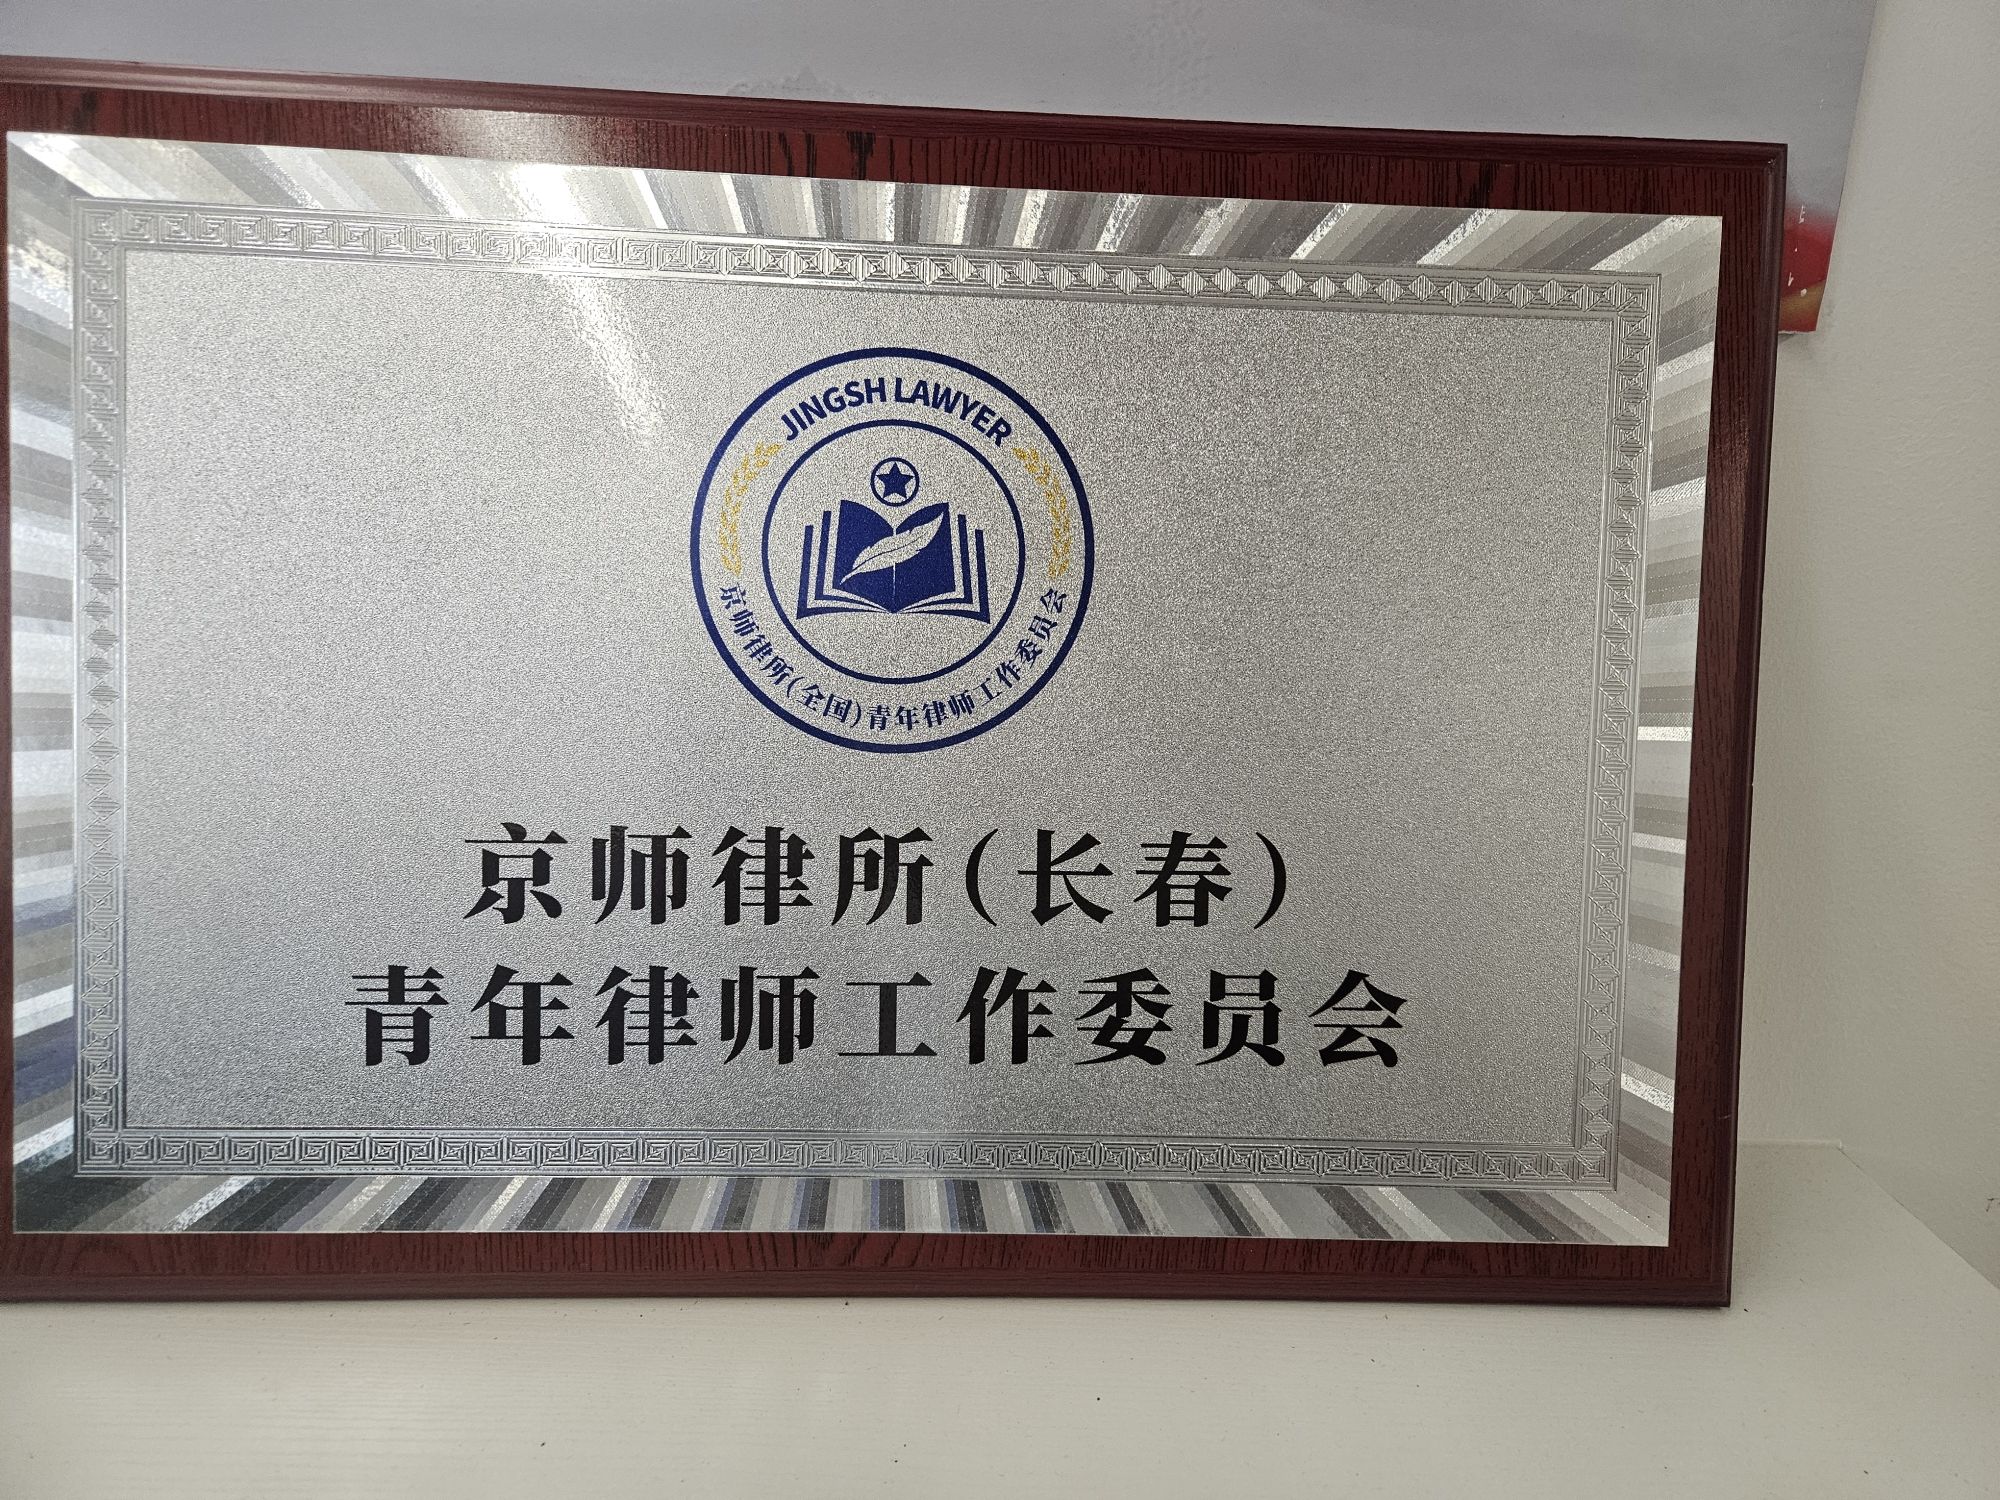 JINGSH LAWYER
京师律所(全国)青年律师工作委员会
京师律所(长春)
青年律师工作委员会